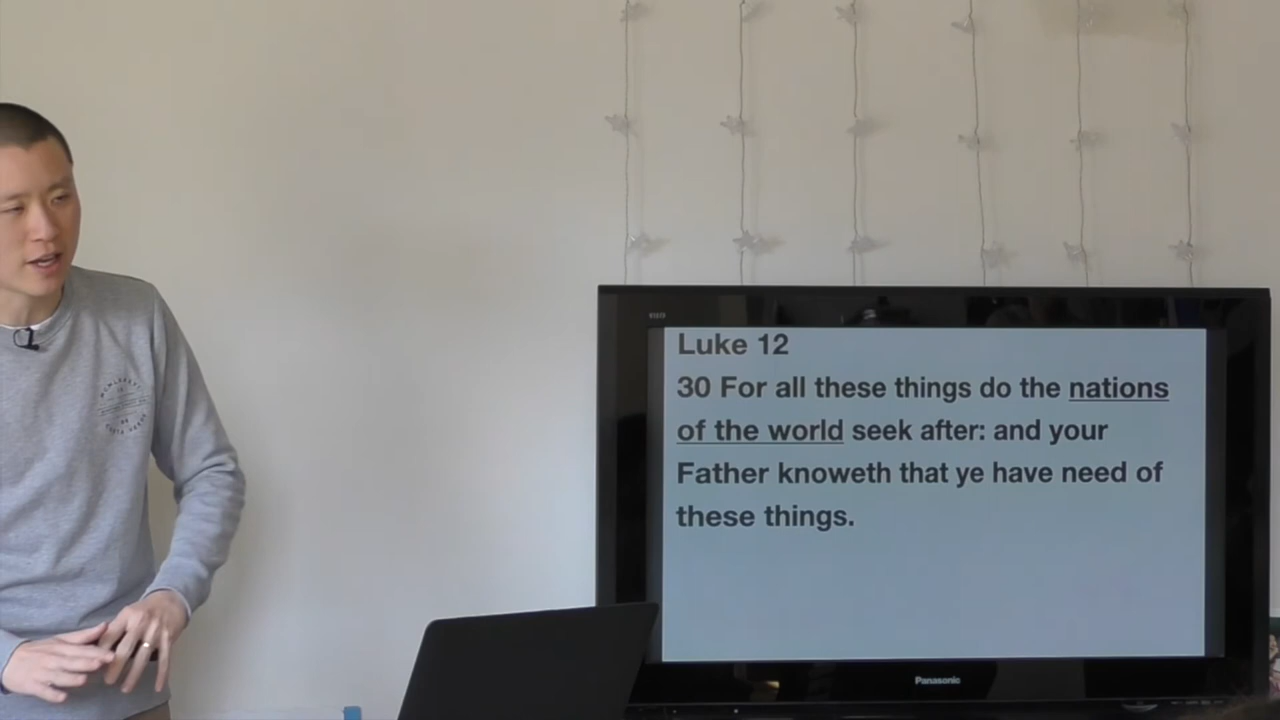 Luke 12
30 For all these things do the nations
of the world seek after: and your
Father knoweth that ye have need of
these things.
Panasonic